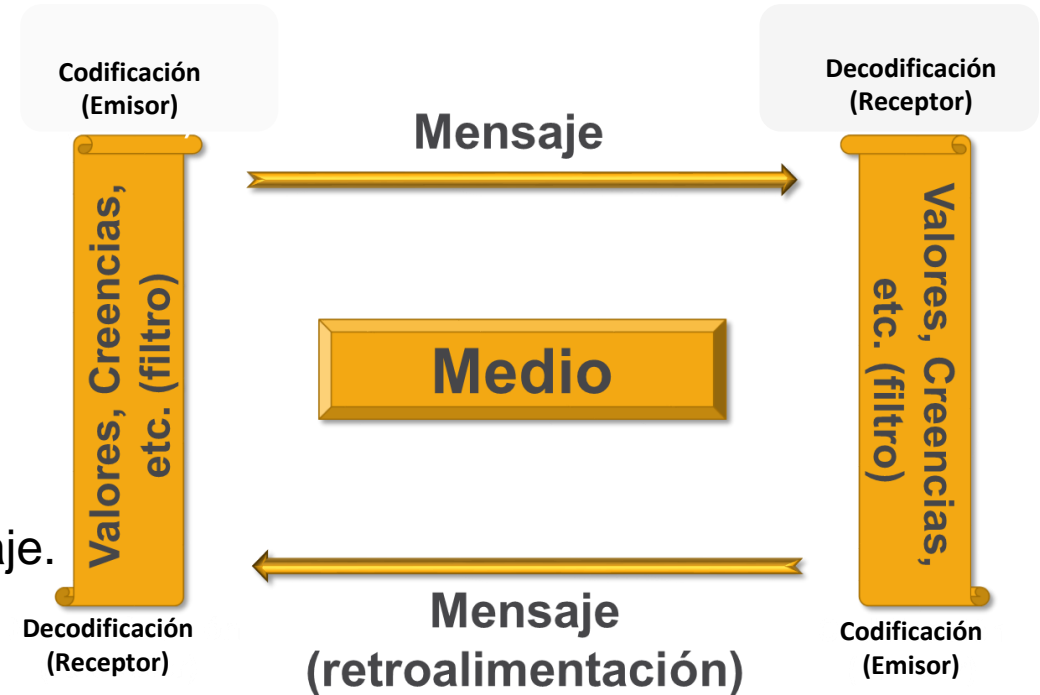 Codificación
(Emisor)
Decodificación
(Receptor)
Mensaje
Valores, Creencias,
etc. (filtro)
Medio
Valores, Creencias,
etc. (filtro)
aje.
Mensaje
(retroalimentación)
Decodificación
(Receptor)
Codificación
(Emisor)